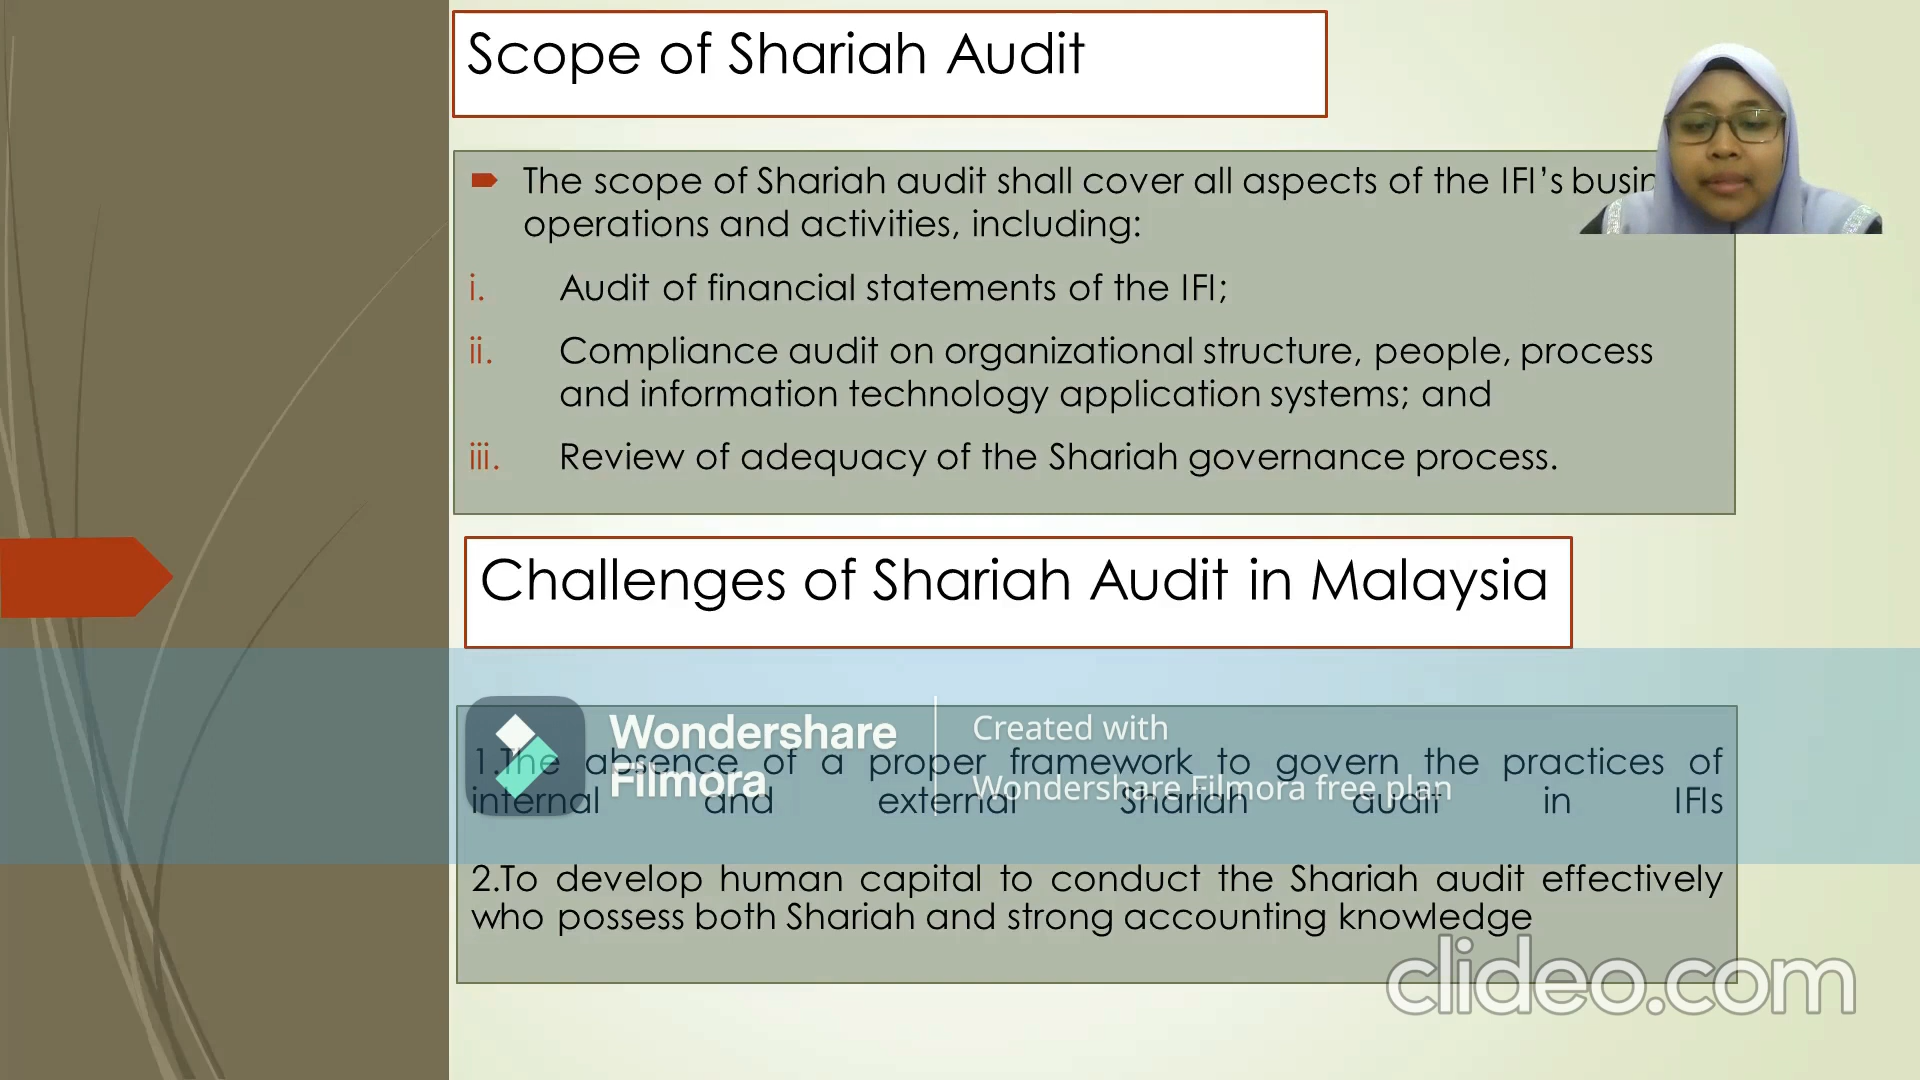 Scope of Shariah Audit
The scope of Shariah audit shall cover all aspects of the IFI’s
operations and activities, including:
i. Audit of financial statements of the IFI;
ii. Compliance audit on organizational structure, people, process
and information technology application systems; and
iii. Review of adequacy of the Shariah governance process.
Challenges of Shariah Audit in Malaysia
Wondershare
Filmora
Created with
Wondershare Filmora free plan
1.The absence of a proper framework to govern the practices of
internal and external Shariah audit in IFIs
2.To develop human capital to conduct the Shariah audit effectively
who possess both Shariah and strong accounting knowledge
clideo.com